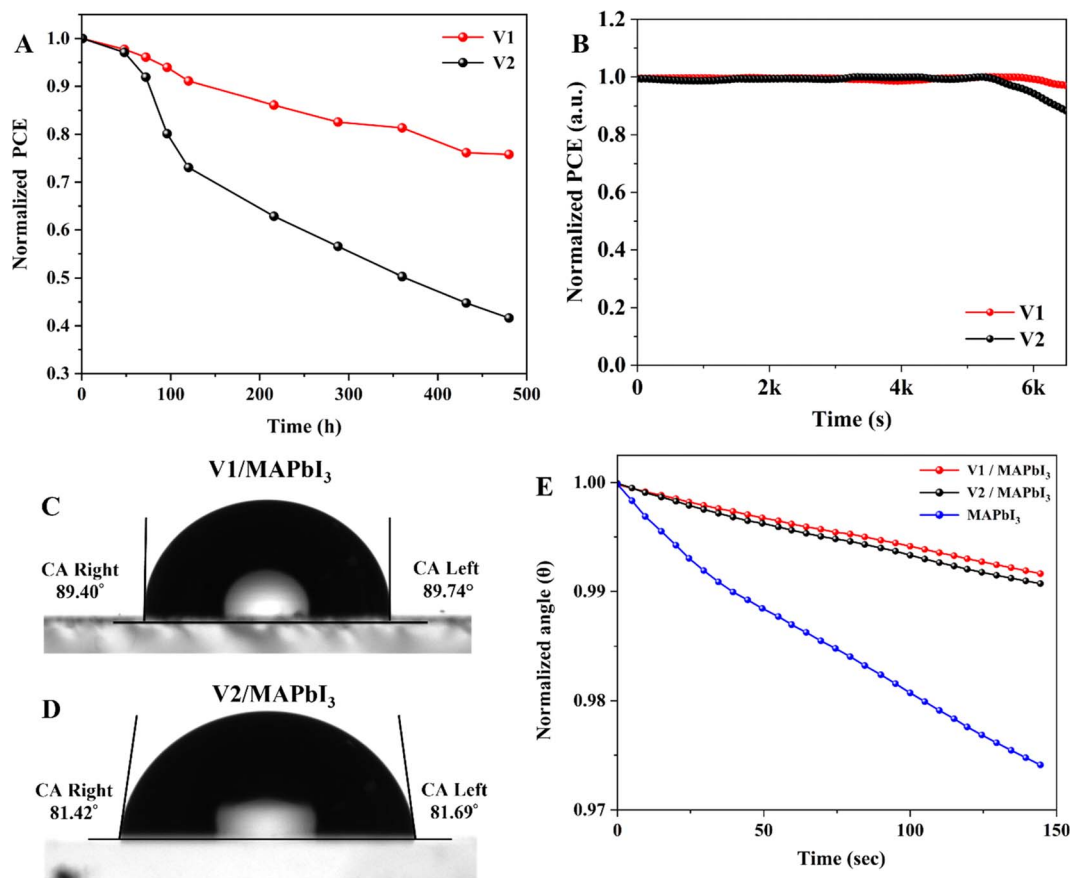 A
V1
V2
1.0
0.9
0.8
0.7
0.6
0.5
0.4
0.3
0
100
200
300
400
500
Normalized PCE
Time (h)
B
1.2
1.0
0.8
0.6
0.4
0.2
0.0
0
2k
4k
6k
V1
V2
Normalized PCE (a.u.)
Time (s)
V1/MAPbI₃
C
CA Right
89.40°
CA Left
89.74°
V2/MAPbI₃
D
CA Right
81.42°
CA Left
81.69°
E
V1 / MAPbI₃
V2 / MAPbI₃
MAPbI₃
1.00
0.99
0.98
0.97
0
50
100
150
Normalized angle (θ)
Time (sec)